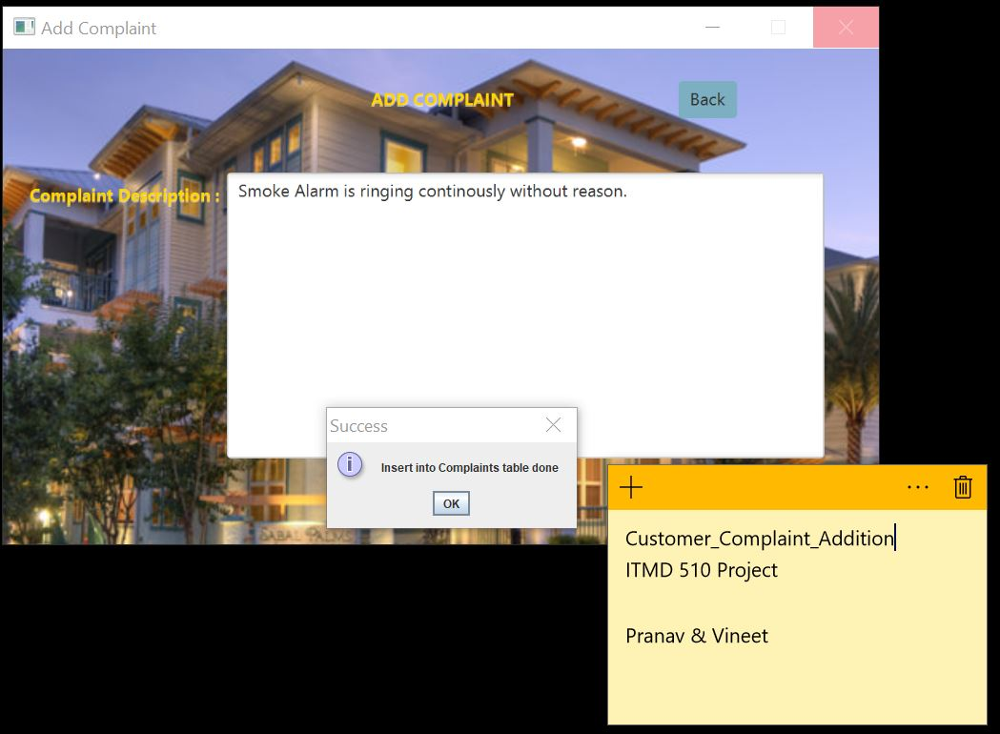 Add Complaint
ADD COMPLAINT
Back
Complaint Description :
Smoke Alarm is ringing continously without reason.
Success
Insert into Complaints table done
OK
SABAL PALMS
Customer_Complaint_Addition
ITMD 510 Project
Pranav & Vineet